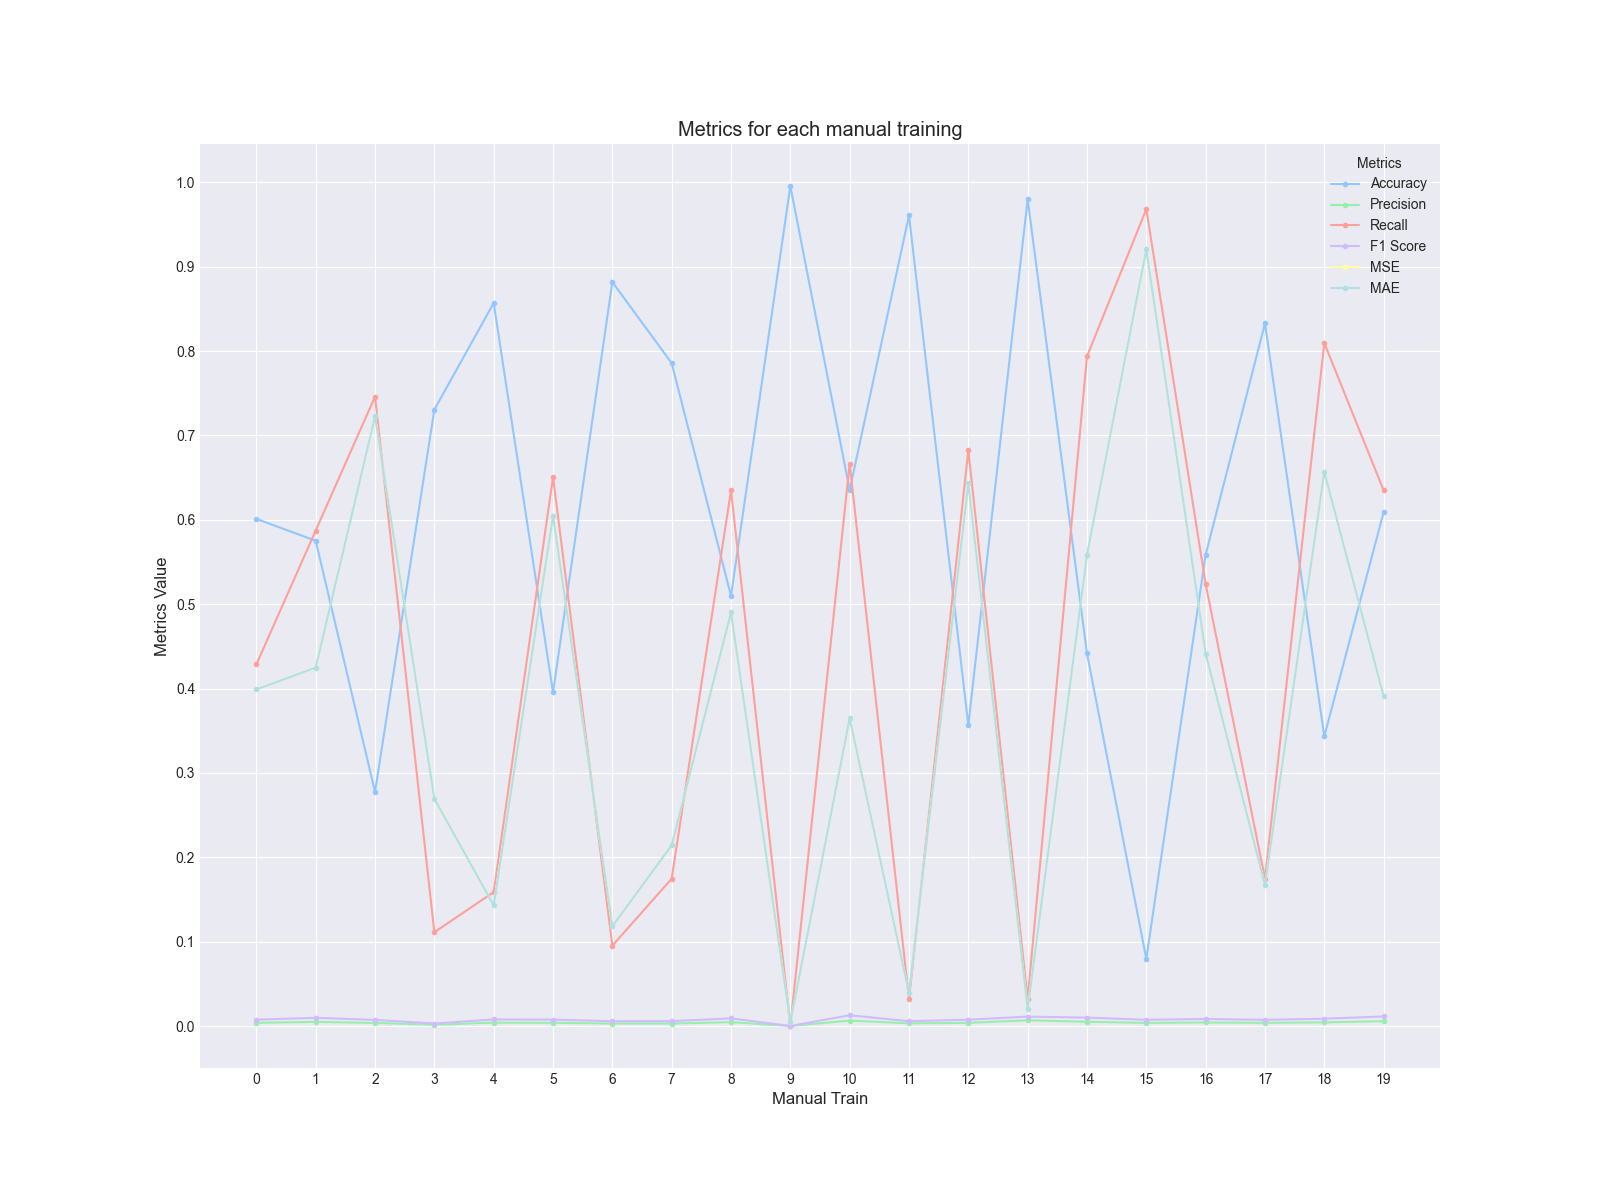 Metrics for each manual training
Metrics
Accuracy
Precision
Recall
F1 Score
MSE
MAE
Metrics Value
1.0
0.9
0.8
0.7
0.6
0.5
0.4
0.3
0.2
0.1
0.0
0 1 2 3 4 5 6 7 8 9 10 11 12 13 14 15 16 17 18 19
Manual Train